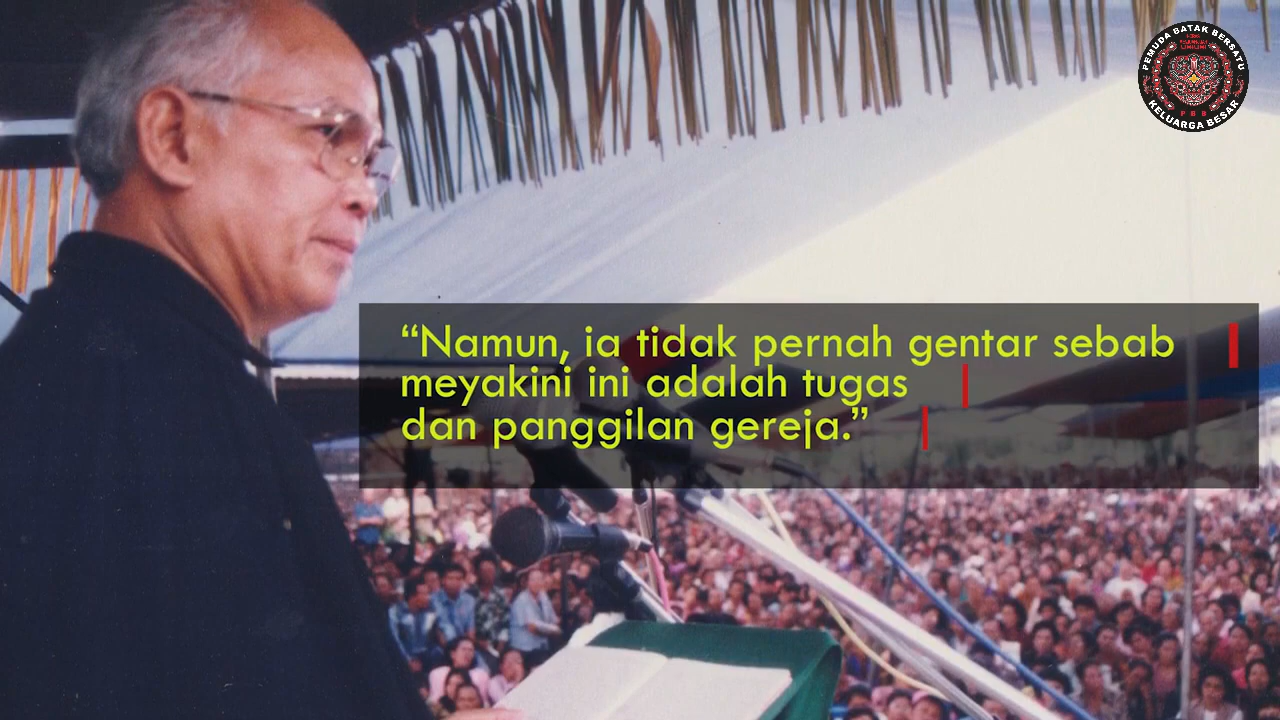 PEMUDA BATAK BERSATU
KELUARGA BESAR
P B B
“Namun, ia tidak pernah gentar sebab
meyakini ini adalah tugas
dan panggilan gereja.”